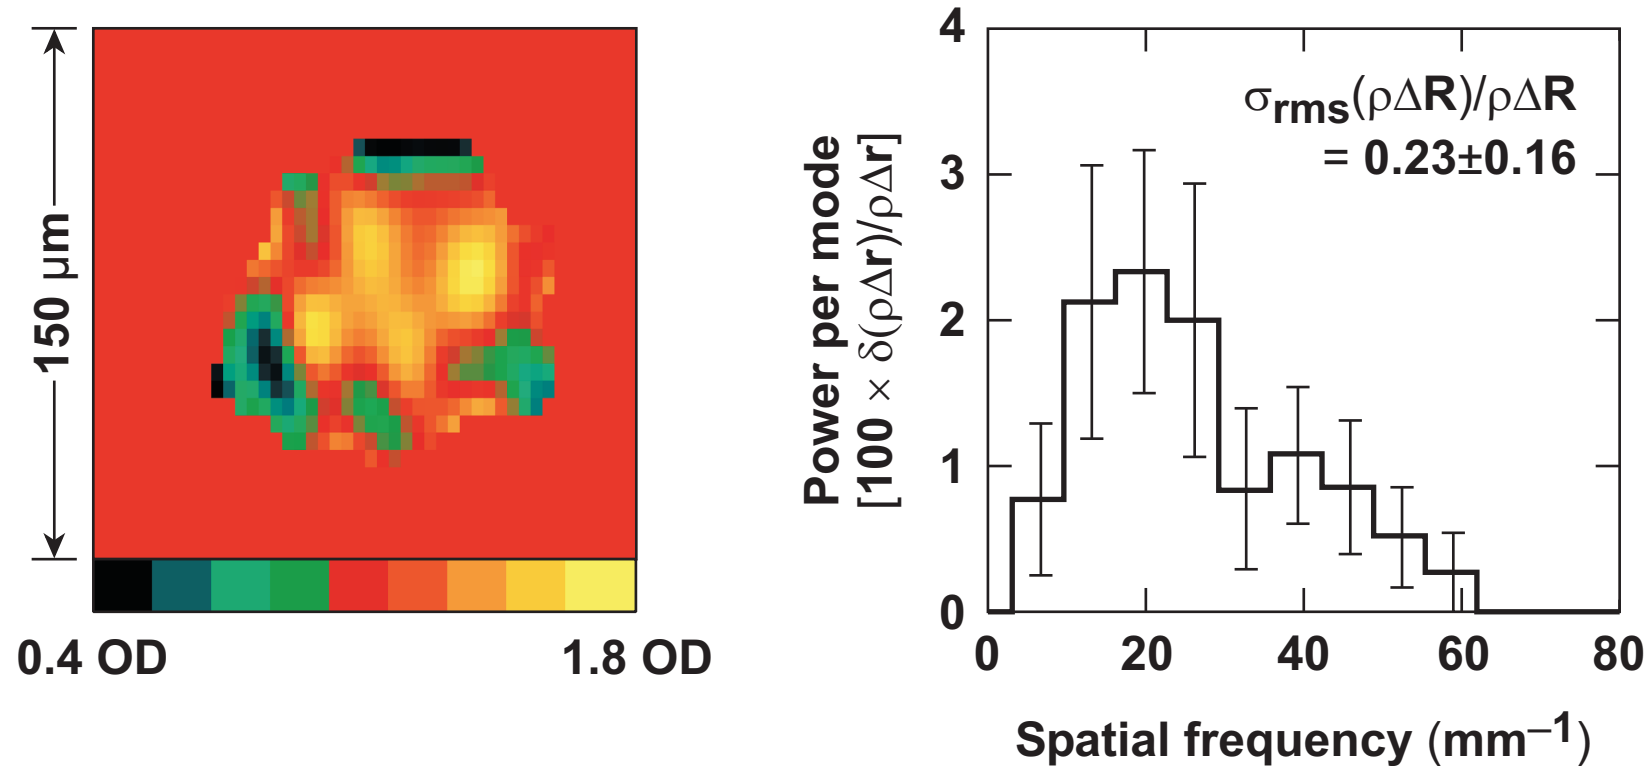 150 μm
0.4 OD
1.8 OD
Power per mode
[100 × δ(ρΔr)/ρΔr]
4
3
2
1
0
σrms(ρΔR)/ρΔR
= 0.23±0.16
0 20 40 60 80
Spatial frequency (mm–1)